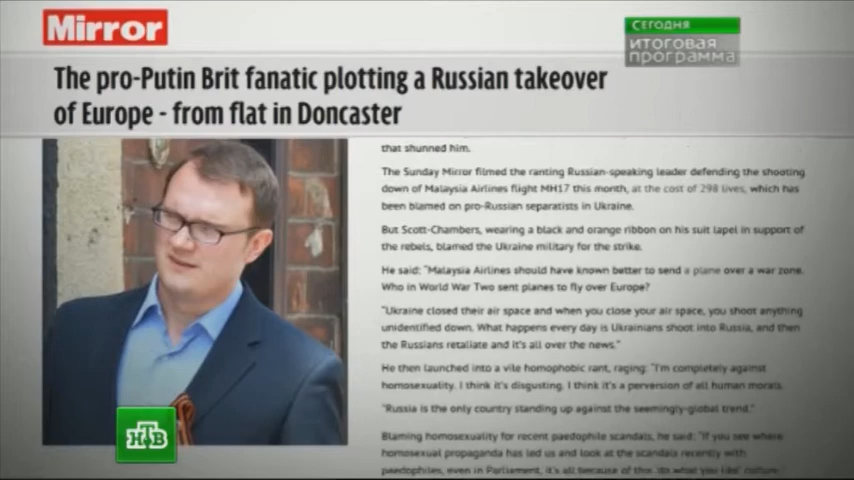 Mirror
СЕГОДНЯ
ИТОГОВАЯ
ПРОГРАММА
The pro-Putin Brit fanatic plotting a Russian takeover
of Europe - from flat in Doncaster
that shunned him.
The Sunday Mirror filmed the ranting Russian-speaking leader defending the shooting
down of Malaysia Airlines flight MH17 this month, at the cost of 298 lives, which has
been blamed on pro-Russian separatists in Ukraine.
But Scott-Chambers, wearing a black and orange ribbon on his suit lapel in support of
the rebels, blamed the Ukraine military for the strike.
He said: "Malaysia Airlines should have known better to send a plane over a war zone.
Who in World War Two sent planes to fly over Europe?
"Ukraine closed their air space and when you close your air space, you shoot anything
unidentified down. What happens every day is Ukrainians shoot into Russia, and then
the Russians retaliate and it's all over the news."
He then launched into a vile homophobic rant, raging: "I'm completely against
homosexuality. I think it's disgusting. I think it's a perversion of all human morals.
"Russia is the only country standing up against the seemingly-global trend."
Blaming homosexuality for recent paedophile scandals, he said: "If you see where
homosexual propaganda has led us and look at the scandals recently with
paedophiles, even in Parliament, it's all because of this 'do what you like' culture."
НТВ